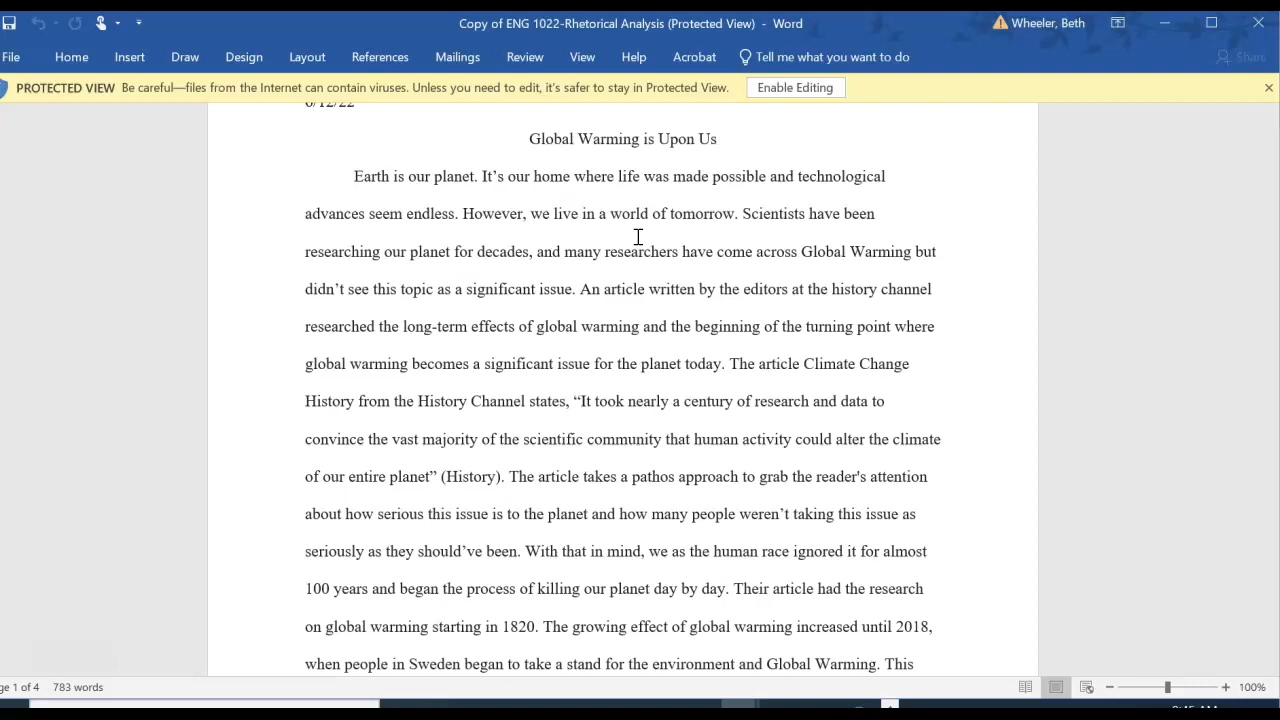 Copy of ENG 1022-Rhetorical Analysis (Protected View) - Word
Wheeler, Beth
File Home Insert Draw Design Layout References Mailings Review View Help Acrobat Tell me what you want to do Share
PROTECTED VIEW Be careful—files from the Internet can contain viruses. Unless you need to edit, it's safer to stay in Protected View. Enable Editing
6/12/22
Global Warming is Upon Us
Earth is our planet. It’s our home where life was made possible and technological
advances seem endless. However, we live in a world of tomorrow. Scientists have been
researching our planet for decades, and many researchers have come across Global Warming but
didn’t see this topic as a significant issue. An article written by the editors at the history channel
researched the long-term effects of global warming and the beginning of the turning point where
global warming becomes a significant issue for the planet today. The article Climate Change
History from the History Channel states, “It took nearly a century of research and data to
convince the vast majority of the scientific community that human activity could alter the climate
of our entire planet” (History). The article takes a pathos approach to grab the reader's attention
about how serious this issue is to the planet and how many people weren’t taking this issue as
seriously as they should’ve been. With that in mind, we as the human race ignored it for almost
100 years and began the process of killing our planet day by day. Their article had the research
on global warming starting in 1820. The growing effect of global warming increased until 2018,
when people in Sweden began to take a stand for the environment and Global Warming. This
ge 1 of 4 783 words 100%